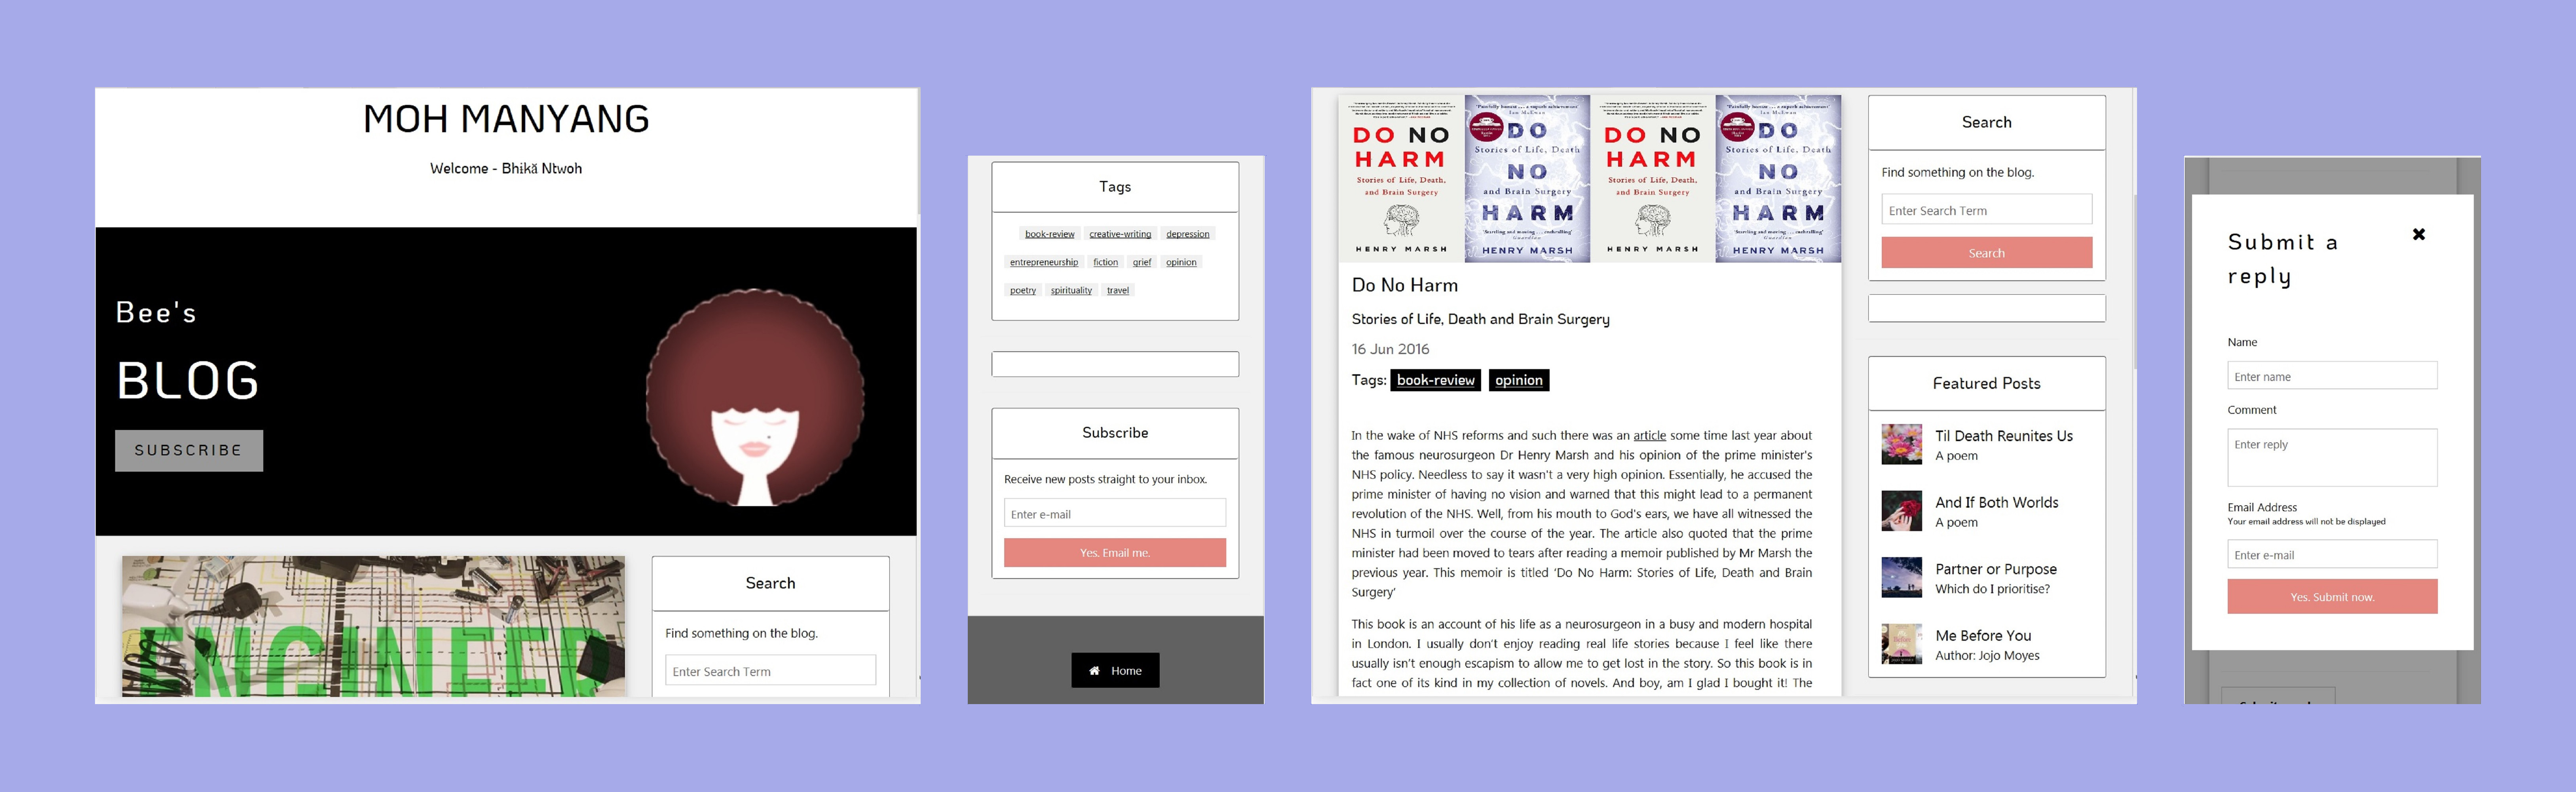 MOH MANYANG
Welcome - Bhikă Ntwoh
Bee's
BLOG
SUBSCRIBE
ENGINEER
Search
Find something on the blog.
Enter Search Term
Tags
book-review creative-writing depression
entrepreneurship fiction grief opinion
poetry spirituality travel
Subscribe
Receive new posts straight to your inbox.
Enter e-mail
Yes. Email me.
Home
DO NO
HARM
Stories of Life, Death,
and Brain Surgery
HENRY MARSH
'Painfully honest ... a superb achievement'
Ian McEwan
DO
Stories of Life, Death
NO
and Brain Surgery
HARM
Guardian
HENRY MARSH
DO NO
HARM
Stories of Life, Death,
and Brain Surgery
HENRY MARSH
'Painfully honest ... a superb achievement'
Ian McEwan
DO
Stories of Life, Death
NO
and Brain Surgery
HARM
Guardian
HENRY MARSH
Do No Harm
Stories of Life, Death and Brain Surgery
16 Jun 2016
Tags: book-review opinion
In the wake of NHS reforms and such there was an article some time last year about
the famous neurosurgeon Dr Henry Marsh and his opinion of the prime minister's
NHS policy. Needless to say it wasn't a very high opinion. Essentially, he accused the
prime minister of having no vision and warned that this might lead to a permanent
revolution of the NHS. Well, from his mouth to God's ears, we have all witnessed the
NHS in turmoil over the course of the year. The article also quoted that the prime
minister had been moved to tears after reading a memoir published by Mr Marsh the
previous year. This memoir is titled 'Do No Harm: Stories of Life, Death and Brain
Surgery'
This book is an account of his life as a neurosurgeon in a busy and modern hospital
in London. I usually don't enjoy reading real life stories because I feel like there
usually isn't enough escapism to allow me to get lost in the story. So this book is in
fact one of its kind in my collection of novels. And boy, am I glad I bought it! The
Search
Find something on the blog.
Enter Search Term
Search
Featured Posts
Til Death Reunites Us
A poem
And If Both Worlds
A poem
Partner or Purpose
Which do I prioritise?
Me Before You
Author: Jojo Moyes
Submit a
reply
Name
Enter name
Comment
Enter reply
Email Address
Your email address will not be displayed
Enter e-mail
Yes. Submit now.